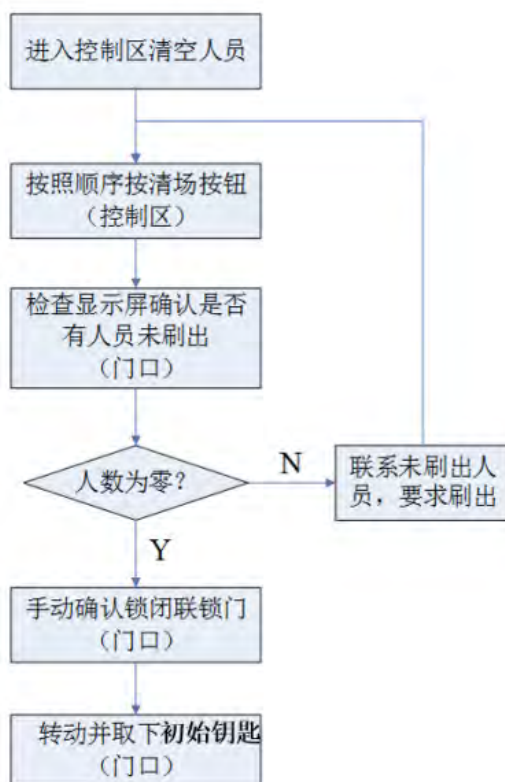 进入控制区清空人员
按照顺序按清场按钮
（控制区）
检查显示屏确认是否
有人员未刷出
（门口）
人数为零？
N
联系未刷出人
员，要求刷出
Y
手动确认锁闭联锁门
（门口）
转动并取下初始钥匙
（门口）